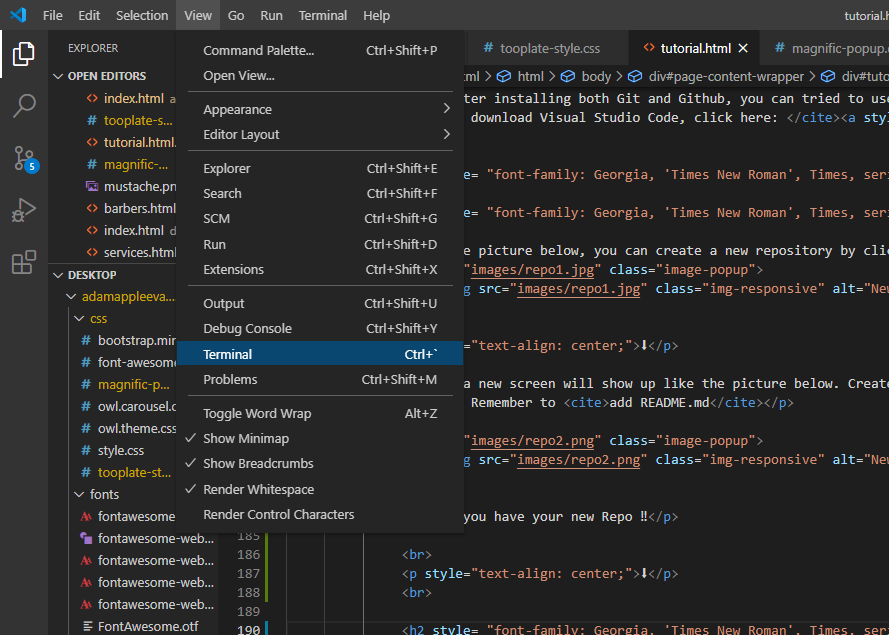 File Edit Selection View Go Run Terminal Help tutorial.h
EXPLORER
OPEN EDITORS
index.html a
# tooplate-s...
tutorial.html.
# magnific-...
mustache.pn
barbers.html
index.html d
services.html
DESKTOP
adamappleeva...
css
# bootstrap.mir
# font-awesome
# magnific-p...
# owl.carousel.c
# owl.theme.css
# style.css
# tooplate-st...
fonts
fontawesome
fontawesome-web...
fontawesome-web...
fontawesome-web...
fontawesome-web...
FontAwesome.otf
5
Command Palette... Ctrl+Shift+P
Open View...
Appearance
Editor Layout
Explorer Ctrl+Shift+E
Search Ctrl+Shift+F
SCM Ctrl+Shift+G
Run Ctrl+Shift+D
Extensions Ctrl+Shift+X
Output Ctrl+Shift+U
Debug Console Ctrl+Shift+Y
Terminal Ctrl+`
Problems Ctrl+Shift+M
Toggle Word Wrap Alt+Z
✓ Show Minimap
✓ Show Breadcrumbs
✓ Render Whitespace
Render Control Characters
# tooplate-style.css <> tutorial.html × # magnific-popup.
ml > html > body > div#page-content-wrapper > div#tuto
ter installing both Git and Github, you can tried to use
download Visual Studio Code, click here: </cite><a sty
e= "font-family: Georgia, 'Times New Roman', Times, seri
e= "font-family: Georgia, 'Times New Roman', Times, seri
e picture below, you can create a new repository by clic
"images/repo1.jpg" class="image-popup">
g src="images/repo1.jpg" class="img-responsive" alt="New
="text-align: center;">⬇</p>
a new screen will show up like the picture below. Create
Remember to <cite>add README.md</cite></p>
"images/repo2.png" class="image-popup">
g src="images/repo2.png" class="img-responsive" alt="New
you have your new Repo ‼</p>
185
186 <br>
187 <p style="text-align: center;">⬇</p>
188 <br>
189
190 <h2 style= "font-family: Georgia, 'Times New Roman', Times, seri